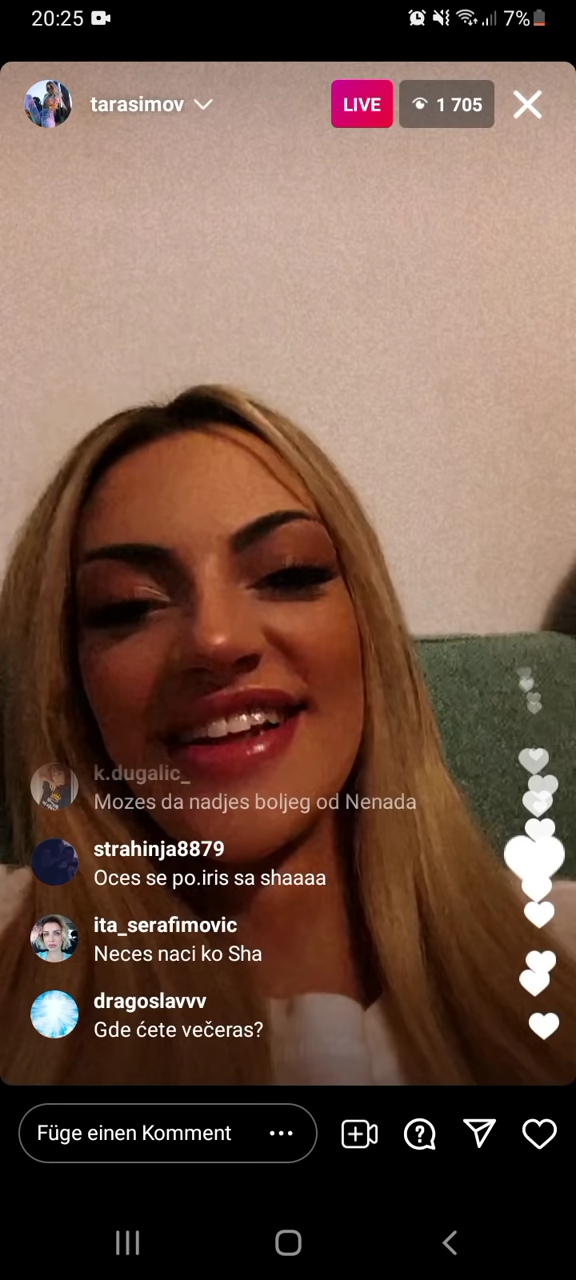 20:25
7%
tarasimov
LIVE
1 705
k.dugalic_
Mozes da nadjes boljeg od Nenada
strahinja8879
Oces se po.iris sa shaaaa
ita_serafimovic
Neces naci ko Sha
dragoslavvv
Gde ćete večeras?
Füge einen Komment